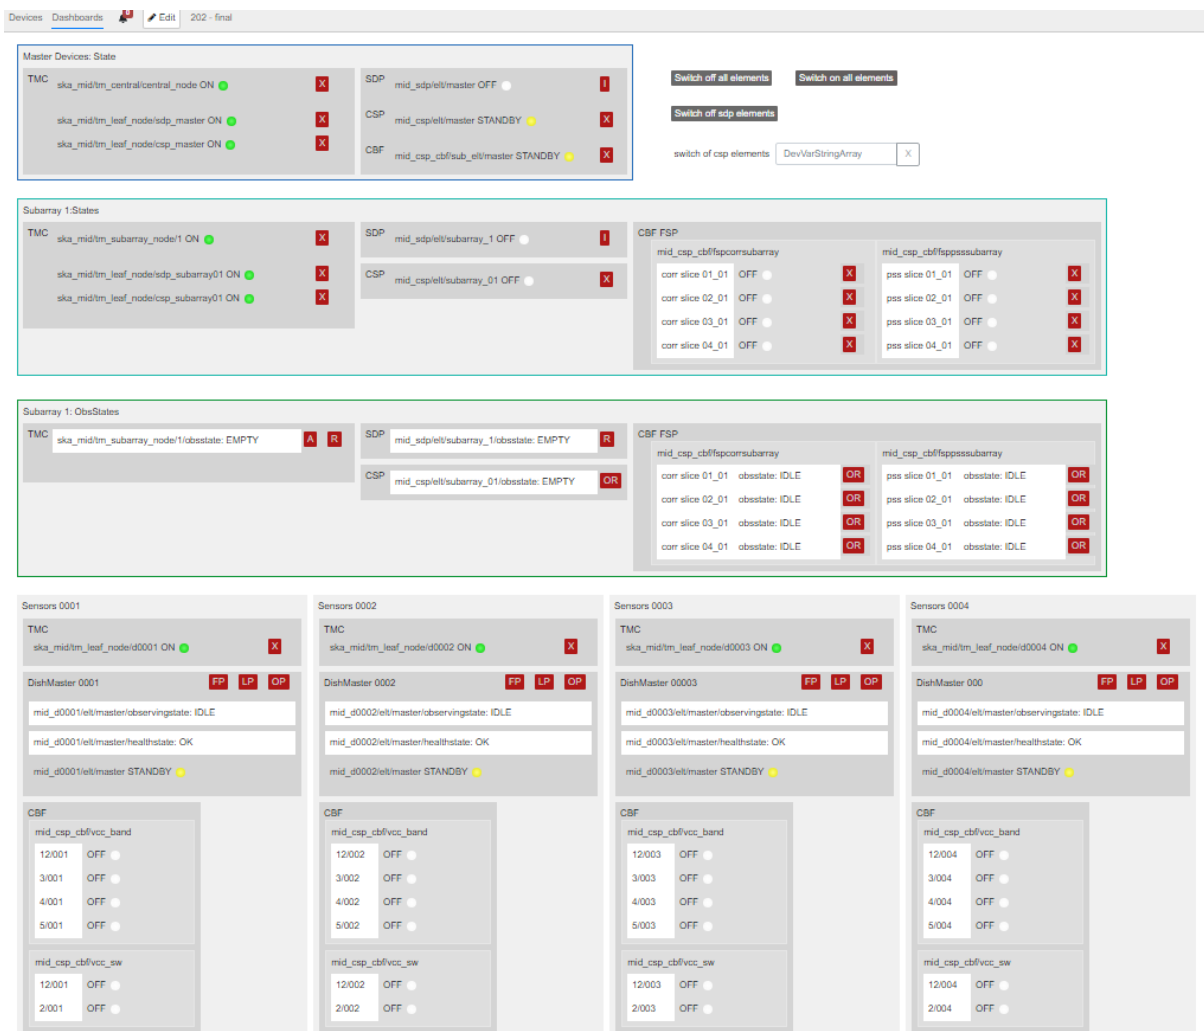 Devices Dashboards 8 Edit 202 - final
Master Devices: State
TMC ska_mid/tm_central/central_node ON X
ska_mid/tm_leaf_node/sdp_master ON X
ska_mid/tm_leaf_node/csp_master ON X
SDP mid_sdp/elt/master OFF I
CSP mid_csp/elt/master STANDBY X
CBF mid_csp_cbf/sub_elt/master STANDBY X
Switch off all elements Switch on all elements
Switch off sdp elements
switch of csp elements DevVarStringArray X
Subarray 1:States
TMC ska_mid/tm_subarray_node/1 ON X
ska_mid/tm_leaf_node/sdp_subarray01 ON X
ska_mid/tm_leaf_node/csp_subarray01 ON X
SDP mid_sdp/elt/subarray_1 OFF I
CSP mid_csp/elt/subarray_01 OFF X
CBF FSP
mid_csp_cbf/fspcorrsubarray
corr slice 01_01 OFF X
corr slice 02_01 OFF X
corr slice 03_01 OFF X
corr slice 04_01 OFF X
mid_csp_cbf/fsppsssubarray
pss slice 01_01 OFF X
pss slice 02_01 OFF X
pss slice 03_01 OFF X
pss slice 04_01 OFF X
Subarray 1: ObsStates
TMC ska_mid/tm_subarray_node/1/obsstate: EMPTY A R
SDP mid_sdp/elt/subarray_1/obsstate: EMPTY R
CSP mid_csp/elt/subarray_01/obsstate: EMPTY OR
CBF FSP
mid_csp_cbf/fspcorrsubarray
corr slice 01_01 obsstate: IDLE OR
corr slice 02_01 obsstate: IDLE OR
corr slice 03_01 obsstate: IDLE OR
corr slice 04_01 obsstate: IDLE OR
mid_csp_cbf/fsppsssubarray
pss slice 01_01 obsstate: IDLE OR
pss slice 02_01 obsstate: IDLE OR
pss slice 03_01 obsstate: IDLE OR
pss slice 04_01 obsstate: IDLE OR
Sensors 0001
TMC
ska_mid/tm_leaf_node/d0001 ON X
DishMaster 0001 FP LP OP
mid_d0001/elt/master/observingstate: IDLE
mid_d0001/elt/master/healthstate: OK
mid_d0001/elt/master STANDBY
CBF
mid_csp_cbf/vcc_band
12/001 OFF
3/001 OFF
4/001 OFF
5/001 OFF
mid_csp_cbf/vcc_sw
12/001 OFF
2/001 OFF
Sensors 0002
TMC
ska_mid/tm_leaf_node/d0002 ON X
DishMaster 0002 FP LP OP
mid_d0002/elt/master/observingstate: IDLE
mid_d0002/elt/master/healthstate: OK
mid_d0002/elt/master STANDBY
CBF
mid_csp_cbf/vcc_band
12/002 OFF
3/002 OFF
4/002 OFF
5/002 OFF
mid_csp_cbf/vcc_sw
12/002 OFF
2/002 OFF
Sensors 0003
TMC
ska_mid/tm_leaf_node/d0003 ON X
DishMaster 00003 FP LP OP
mid_d0003/elt/master/observingstate: IDLE
mid_d0003/elt/master/healthstate: OK
mid_d0003/elt/master STANDBY
CBF
mid_csp_cbf/vcc_band
12/003 OFF
3/003 OFF
4/003 OFF
5/003 OFF
mid_csp_cbf/vcc_sw
12/003 OFF
2/003 OFF
Sensors 0004
TMC
ska_mid/tm_leaf_node/d0004 ON X
DishMaster 000 FP LP OP
mid_d0004/elt/master/observingstate: IDLE
mid_d0004/elt/master/healthstate: OK
mid_d0004/elt/master STANDBY
CBF
mid_csp_cbf/vcc_band
12/004 OFF
3/004 OFF
4/004 OFF
5/004 OFF
mid_csp_cbf/vcc_sw
12/004 OFF
2/004 OFF